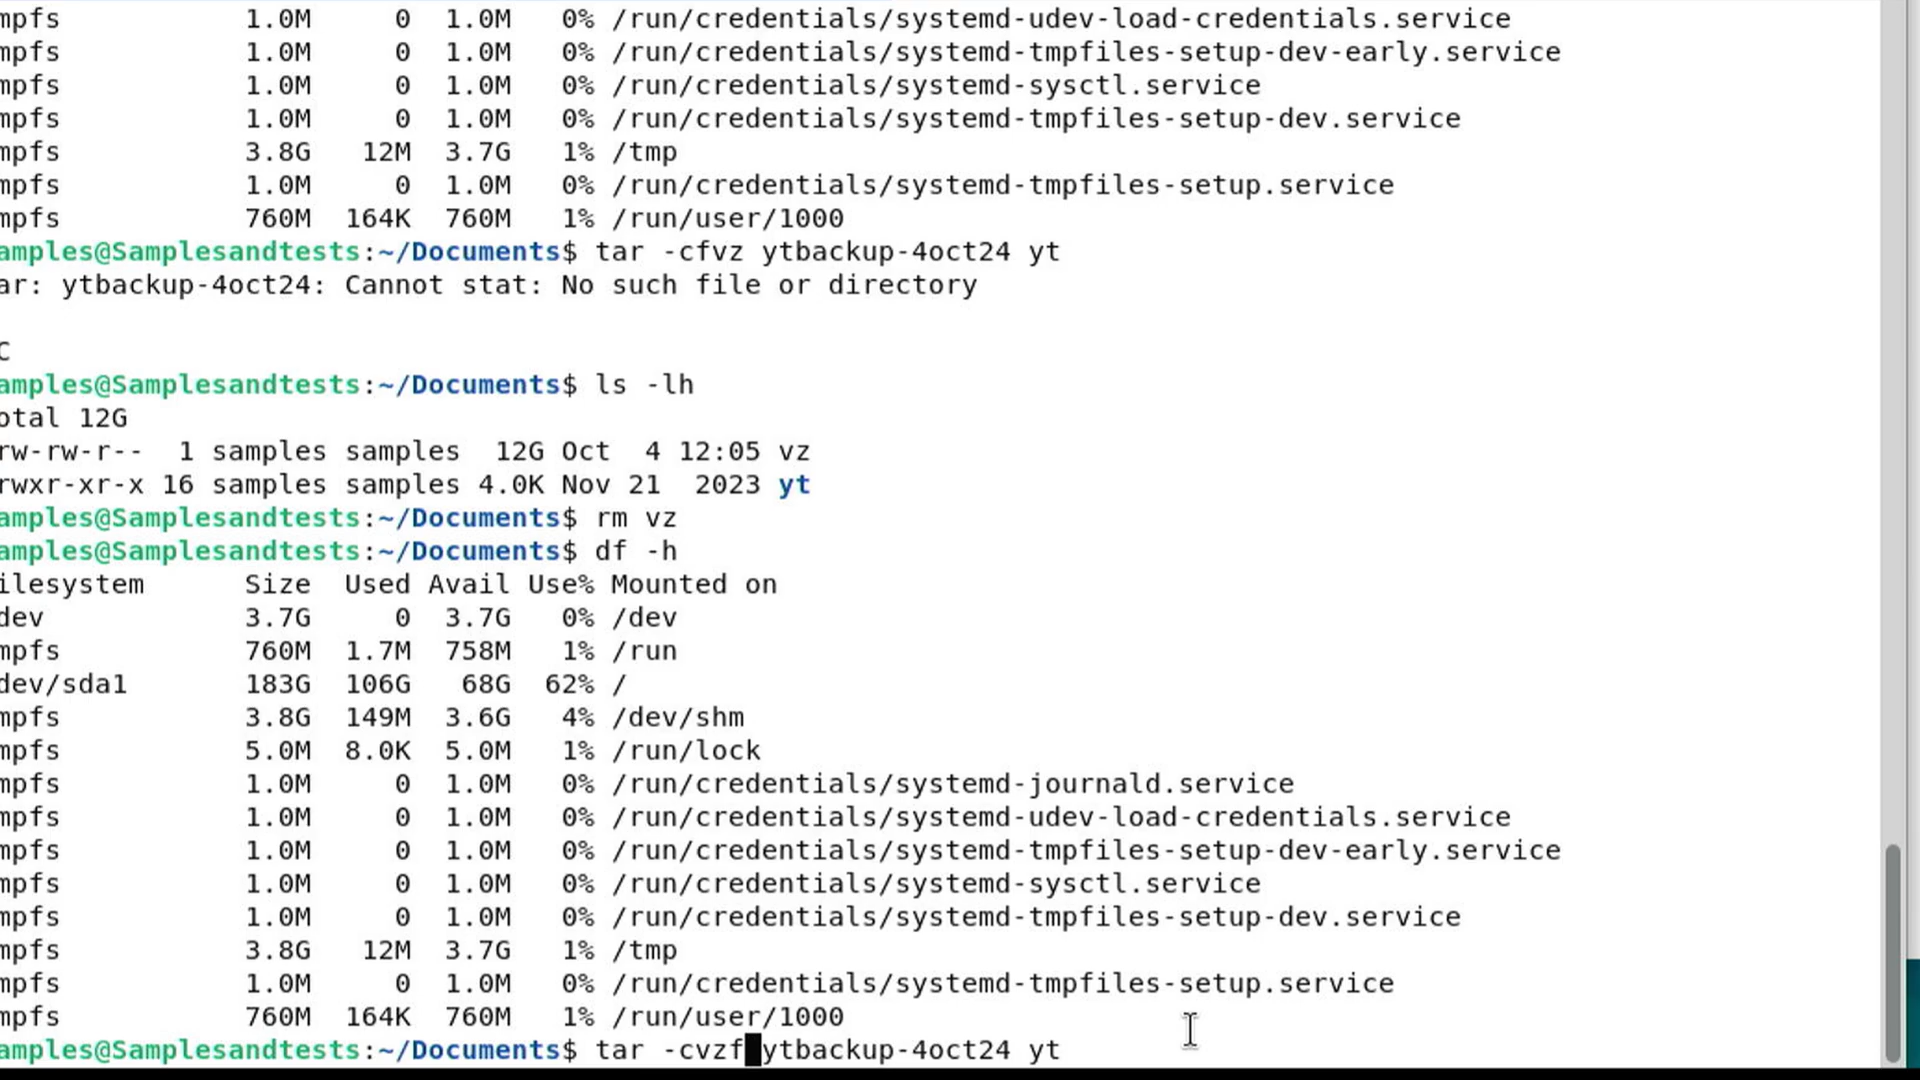 mpfs 1.0M 0 1.0M 0% /run/credentials/systemd-udev-load-credentials.service
mpfs 1.0M 0 1.0M 0% /run/credentials/systemd-tmpfiles-setup-dev-early.service
mpfs 1.0M 0 1.0M 0% /run/credentials/systemd-sysctl.service
mpfs 1.0M 0 1.0M 0% /run/credentials/systemd-tmpfiles-setup-dev.service
mpfs 3.8G 12M 3.7G 1% /tmp
mpfs 1.0M 0 1.0M 0% /run/credentials/systemd-tmpfiles-setup.service
mpfs 760M 164K 760M 1% /run/user/1000
amples@Samplesandtests:~/Documents$ tar -cfvz ytbackup-4oct24 yt
ar: ytbackup-4oct24: Cannot stat: No such file or directory
C
amples@Samplesandtests:~/Documents$ ls -lh
otal 12G
rw-rw-r-- 1 samples samples 12G Oct 4 12:05 vz
rwxr-xr-x 16 samples samples 4.0K Nov 21 2023 yt
amples@Samplesandtests:~/Documents$ rm vz
amples@Samplesandtests:~/Documents$ df -h
ilesystem Size Used Avail Use% Mounted on
dev 3.7G 0 3.7G 0% /dev
mpfs 760M 1.7M 758M 1% /run
dev/sda1 183G 106G 68G 62% /
mpfs 3.8G 149M 3.6G 4% /dev/shm
mpfs 5.0M 8.0K 5.0M 1% /run/lock
mpfs 1.0M 0 1.0M 0% /run/credentials/systemd-journald.service
mpfs 1.0M 0 1.0M 0% /run/credentials/systemd-udev-load-credentials.service
mpfs 1.0M 0 1.0M 0% /run/credentials/systemd-tmpfiles-setup-dev-early.service
mpfs 1.0M 0 1.0M 0% /run/credentials/systemd-sysctl.service
mpfs 1.0M 0 1.0M 0% /run/credentials/systemd-tmpfiles-setup-dev.service
mpfs 3.8G 12M 3.7G 1% /tmp
mpfs 1.0M 0 1.0M 0% /run/credentials/systemd-tmpfiles-setup.service
mpfs 760M 164K 760M 1% /run/user/1000
amples@Samplesandtests:~/Documents$ tar -cvzf ytbackup-4oct24 yt